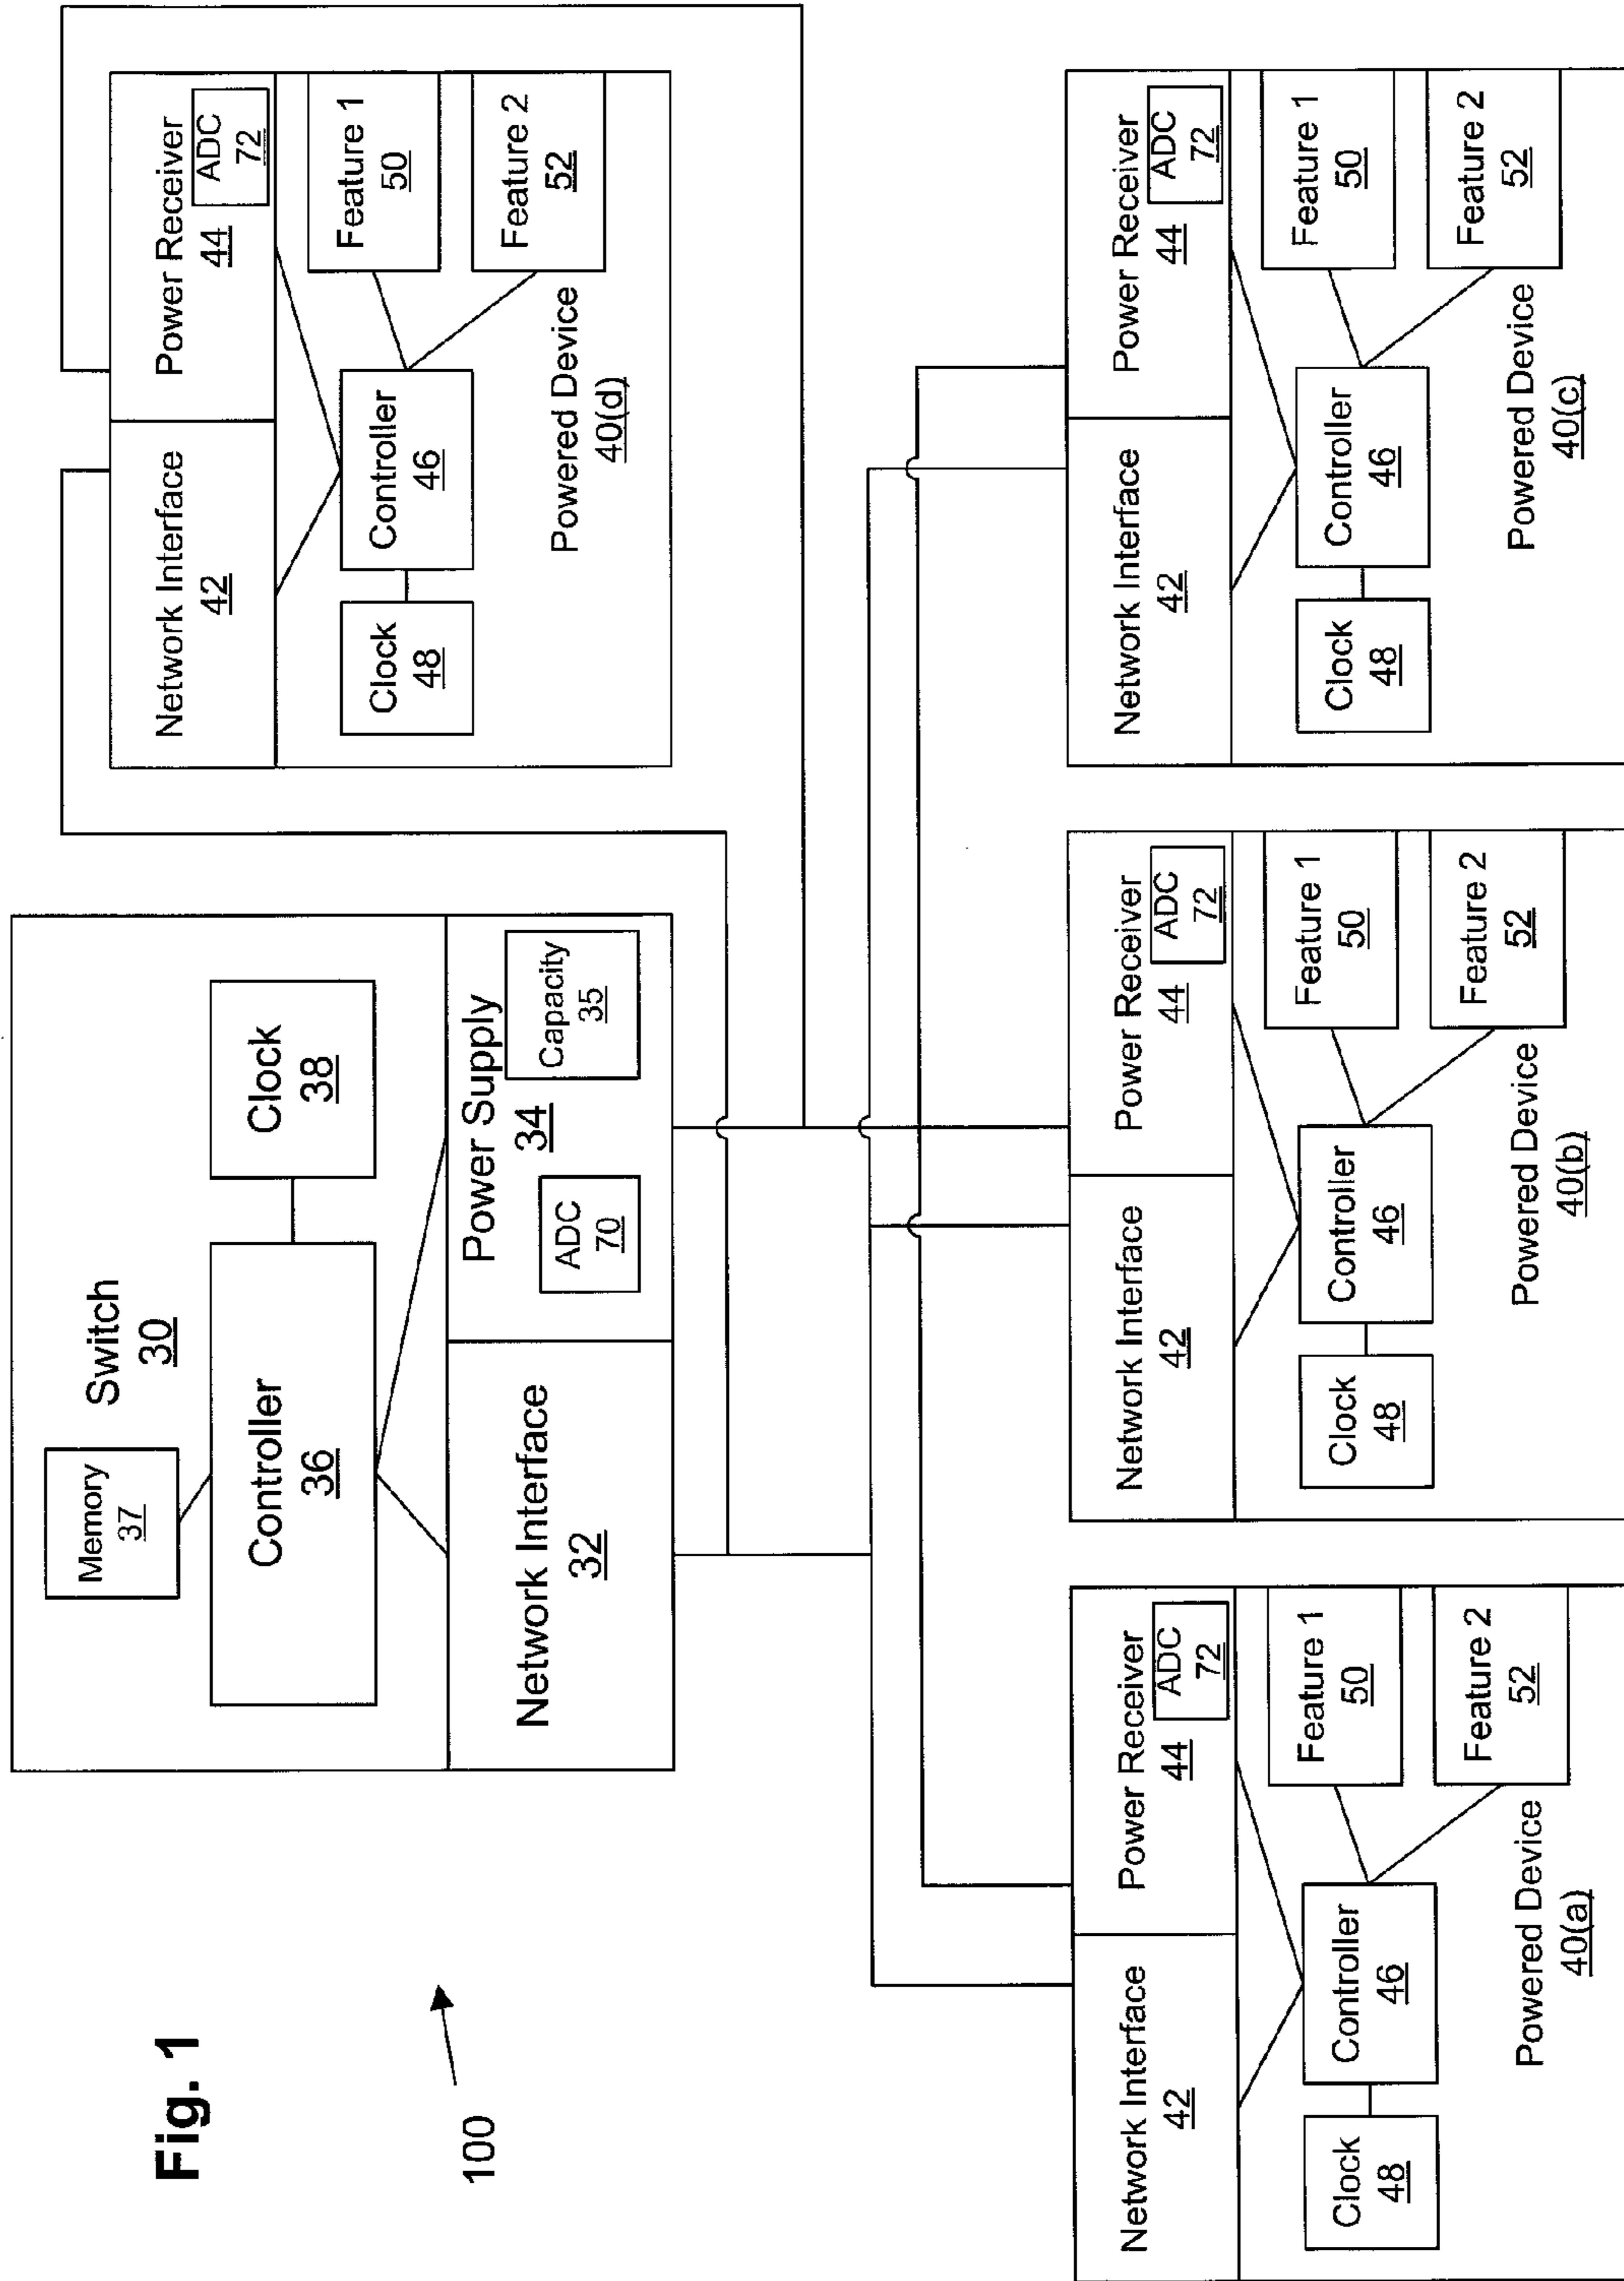 Fig. 1
100
Switch
30
Memory
37
Controller
36
Clock
38
Network Interface
32
Power Supply
34
ADC
70
Capacity
35
Network Interface
42
Power Receiver
44
ADC
72
Clock
48
Controller
46
Feature 1
50
Feature 2
52
Powered Device
40(d)
Network Interface
42
Power Receiver
44
ADC
72
Clock
48
Controller
46
Feature 1
50
Feature 2
52
Powered Device
40(a)
Network Interface
42
Power Receiver
44
ADC
72
Clock
48
Controller
46
Feature 1
50
Feature 2
52
Powered Device
40(b)
Network Interface
42
Power Receiver
44
ADC
72
Clock
48
Controller
46
Feature 1
50
Feature 2
52
Powered Device
40(c)